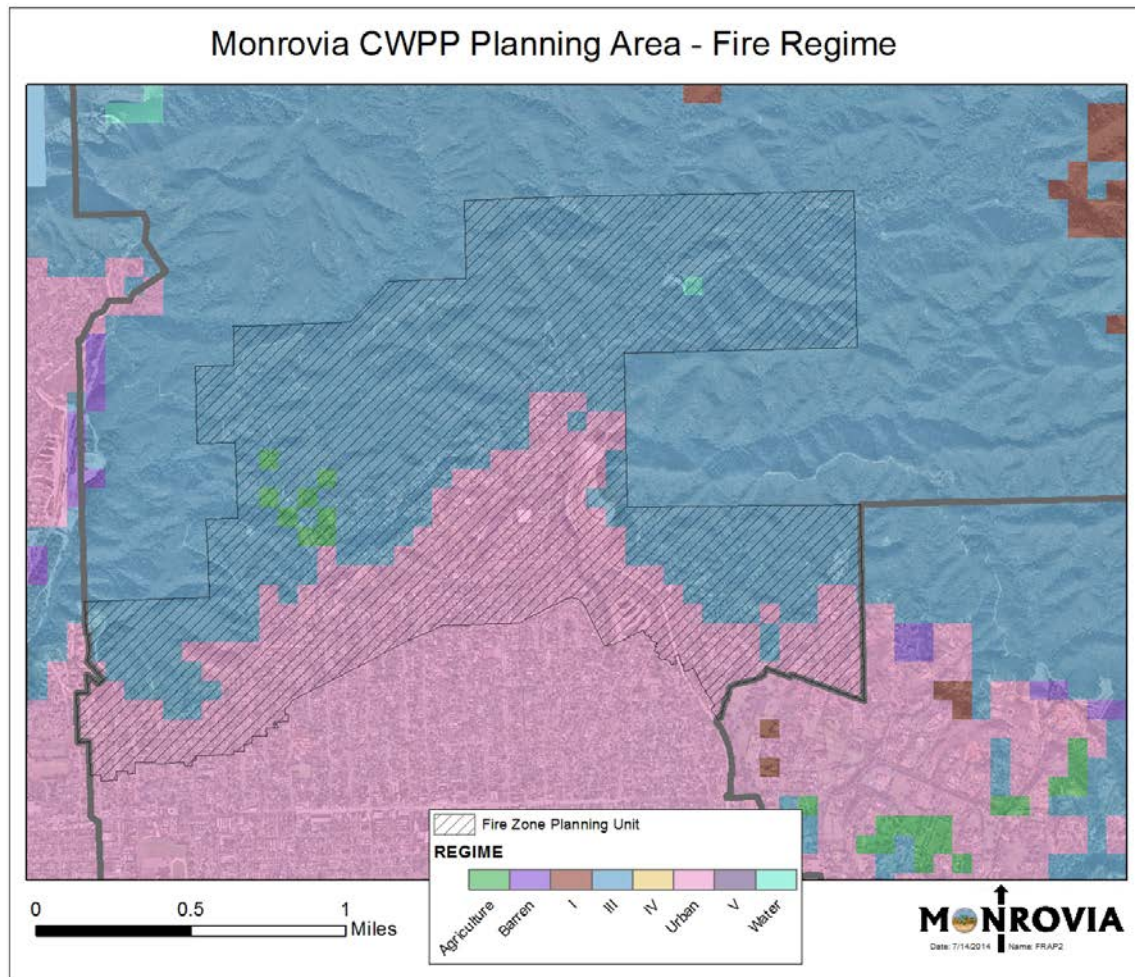 Monrovia CWPP Planning Area - Fire Regime
Fire Zone Planning Unit
REGIME
Agriculture
Barren
I
III
IV
Urban
V
Water
0 0.5 1
Miles
MONROVIA
Date: 7/14/2014 Name: FRAP2